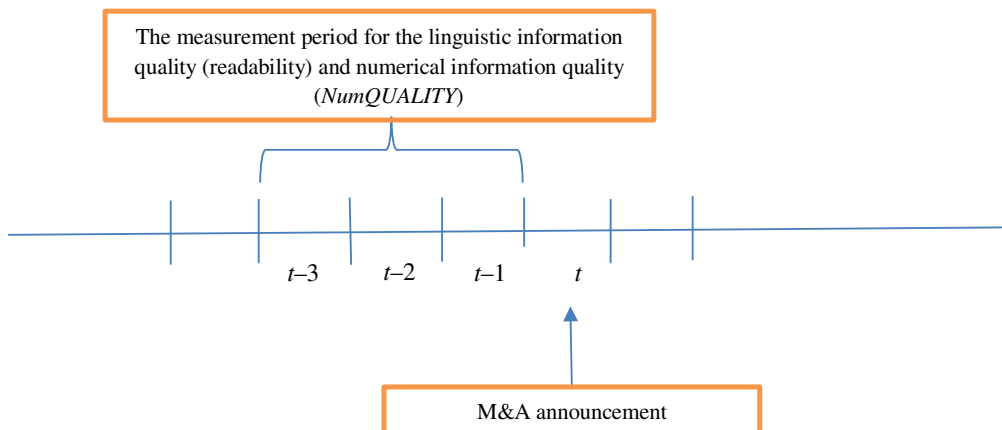 The measurement period for the linguistic information
quality (readability) and numerical information quality
(NumQUALITY)
t–3 t–2 t–1 t
M&A announcement